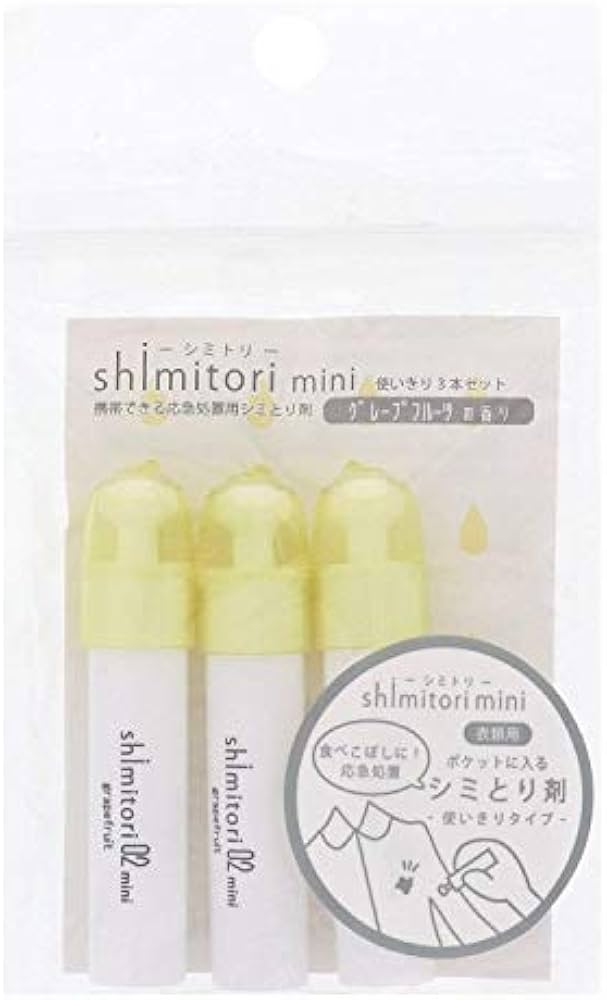 ー シミトリ ー
shimitori mini 使いきり3本セット
携帯できる応急処置用シミとり剤 グレープフルーツの香り
shimitori 02 mini
grapefruit
shimitori 02 mini
grapefruit
ー シミトリ ー
shimitori mini
衣類用
食べこぼしに!
応急処置
ポケットに入る
シミとり剤
- 使いきりタイプ -